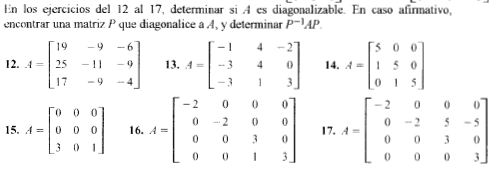 En los ejercicios del 12 al 17, determinar si A es diagonalizable. En caso afirmativo,
encontrar una matriz P que diagonalice a A, y determinar P⁻¹AP.
12. A = [19 −9 −6; 25 −11 −9; 17 −9 −4] 13. A = [−1 4 −2; −3 4 0; −3 1 3] 14. A = [5 0 0; 1 5 0; 0 1 5]
15. A = [0 0 0; 0 0 0; 3 0 1] 16. A = [−2 0 0 0; 0 −2 0 0; 0 0 3 0; 0 0 1 3] 17. A = [−2 0 0 0; 0 −2 5 −5; 0 0 3 0; 0 0 0 3]